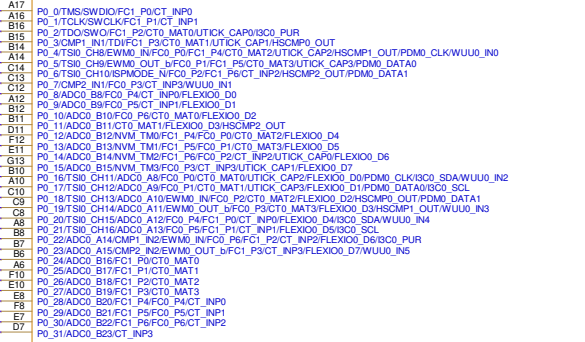 A17 P0_0/TMS/SWDIO/FC1_P0/CT_INP0
A16 P0_1/TCLK/SWCLK/FC1_P1/CT_INP1
B16 P0_2/TDO/SWO/FC1_P2/CT0_MAT0/UTICK_CAP0/I3C0_PUR
B15 P0_3/CMP1_IN1/TDI/FC1_P3/CT0_MAT1/UTICK_CAP1/HSCMP0_OUT
B14 P0_4/TSI0_CH8/EWM0_IN/FC0_P0/FC1_P4/CT0_MAT2/UTICK_CAP2/HSCMP1_OUT/PDM0_CLK/WUU0_IN0
A14 P0_5/TSI0_CH9/EWM0_OUT_b/FC0_P1/FC1_P5/CT0_MAT3/UTICK_CAP3/PDM0_DATA0
C14 P0_6/TSI0_CH10/ISPMODE_N/FC0_P2/FC1_P6/CT_INP2/HSCMP2_OUT/PDM0_DATA1
C13 P0_7/CMP2_IN1/FC0_P3/CT_INP3/WUU0_IN1
C12 P0_8/ADC0_B8/FC0_P4/CT_INP0/FLEXIO0_D0
A12 P0_9/ADC0_B9/FC0_P5/CT_INP1/FLEXIO0_D1
B12 P0_10/ADC0_B10/FC0_P6/CT0_MAT0/FLEXIO0_D2
B11 P0_11/ADC0_B11/CT0_MAT1/FLEXIO0_D3/HSCMP2_OUT
D11 P0_12/ADC0_B12/NVM_TM0/FC1_P4/FC0_P0/CT0_MAT2/FLEXIO0_D4
F12 P0_13/ADC0_B13/NVM_TM1/FC1_P5/FC0_P1/CT0_MAT3/FLEXIO0_D5
E11 P0_14/ADC0_B14/NVM_TM2/FC1_P6/FC0_P2/CT_INP2/UTICK_CAP0/FLEXIO0_D6
G13 P0_15/ADC0_B15/NVM_TM3/FC0_P3/CT_INP3/UTICK_CAP1/FLEXIO0_D7
B10 P0_16/TSI0_CH11/ADC0_A8/FC0_P0/CT0_MAT0/UTICK_CAP2/FLEXIO0_D0/PDM0_CLK/I3C0_SDA/WUU0_IN2
A10 P0_17/TSI0_CH12/ADC0_A9/FC0_P1/CT0_MAT1/UTICK_CAP3/FLEXIO0_D1/PDM0_DATA0/I3C0_SCL
C10 P0_18/TSI0_CH13/ADC0_A10/EWM0_IN/FC0_P2/CT0_MAT2/FLEXIO0_D2/HSCMP0_OUT/PDM0_DATA1
C9 P0_19/TSI0_CH14/ADC0_A11/EWM0_OUT_b/FC0_P3/CT0_MAT3/FLEXIO0_D3/HSCMP1_OUT/WUU0_IN3
C8 P0_20/TSI0_CH15/ADC0_A12/FC0_P4/FC1_P0/CT_INP0/FLEXIO0_D4/I3C0_SDA/WUU0_IN4
A8 P0_21/TSI0_CH16/ADC0_A13/FC0_P5/FC1_P1/CT_INP1/FLEXIO0_D5/I3C0_SCL
B8 P0_22/ADC0_A14/CMP1_IN2/EWM0_IN/FC0_P6/FC1_P2/CT_INP2/FLEXIO0_D6/I3C0_PUR
B7 P0_23/ADC0_A15/CMP2_IN2/EWM0_OUT_b/FC1_P3/CT_INP3/FLEXIO0_D7/WUU0_IN5
B6 P0_24/ADC0_B16/FC1_P0/CT0_MAT0
A6 P0_25/ADC0_B17/FC1_P1/CT0_MAT1
F10 P0_26/ADC0_B18/FC1_P2/CT0_MAT2
E10 P0_27/ADC0_B19/FC1_P3/CT0_MAT3
E8 P0_28/ADC0_B20/FC1_P4/FC0_P4/CT_INP0
F8 P0_29/ADC0_B21/FC1_P5/FC0_P5/CT_INP1
E7 P0_30/ADC0_B22/FC1_P6/FC0_P6/CT_INP2
D7 P0_31/ADC0_B23/CT_INP3